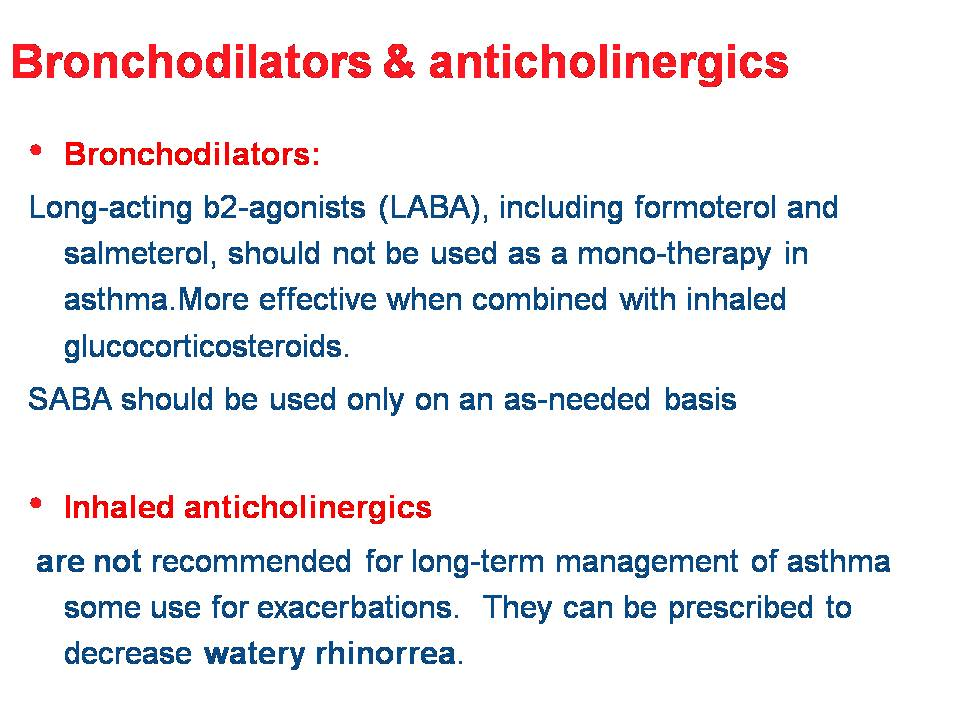 Bronchodilators & anticholinergics
• Bronchodilators:
Long-acting b2-agonists (LABA), including formoterol and
salmeterol, should not be used as a mono-therapy in
asthma.More effective when combined with inhaled
glucocorticosteroids.
SABA should be used only on an as-needed basis
• Inhaled anticholinergics
are not recommended for long-term management of asthma
some use for exacerbations.  They can be prescribed to
decrease watery rhinorrea.